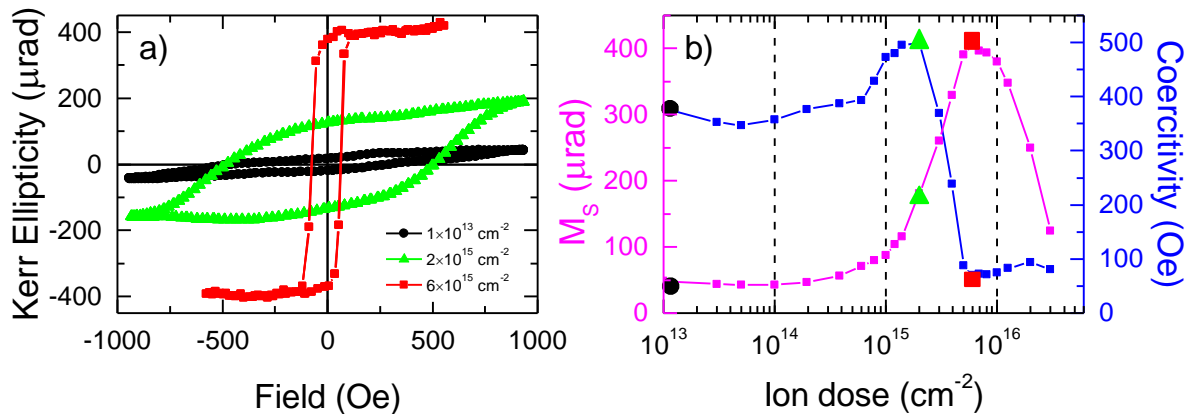 a)
400
200
0
-200
-400
Kerr Ellipticity (μrad)
1×10¹³ cm⁻²
2×10¹⁵ cm⁻²
6×10¹⁵ cm⁻²
-1000 -500 0 500 1000
Field (Oe)
b)
400
300
200
100
0
M_S (μrad)
500
400
300
200
100
0
Coercitivity (Oe)
10¹³ 10¹⁴ 10¹⁵ 10¹⁶
Ion dose (cm⁻²)